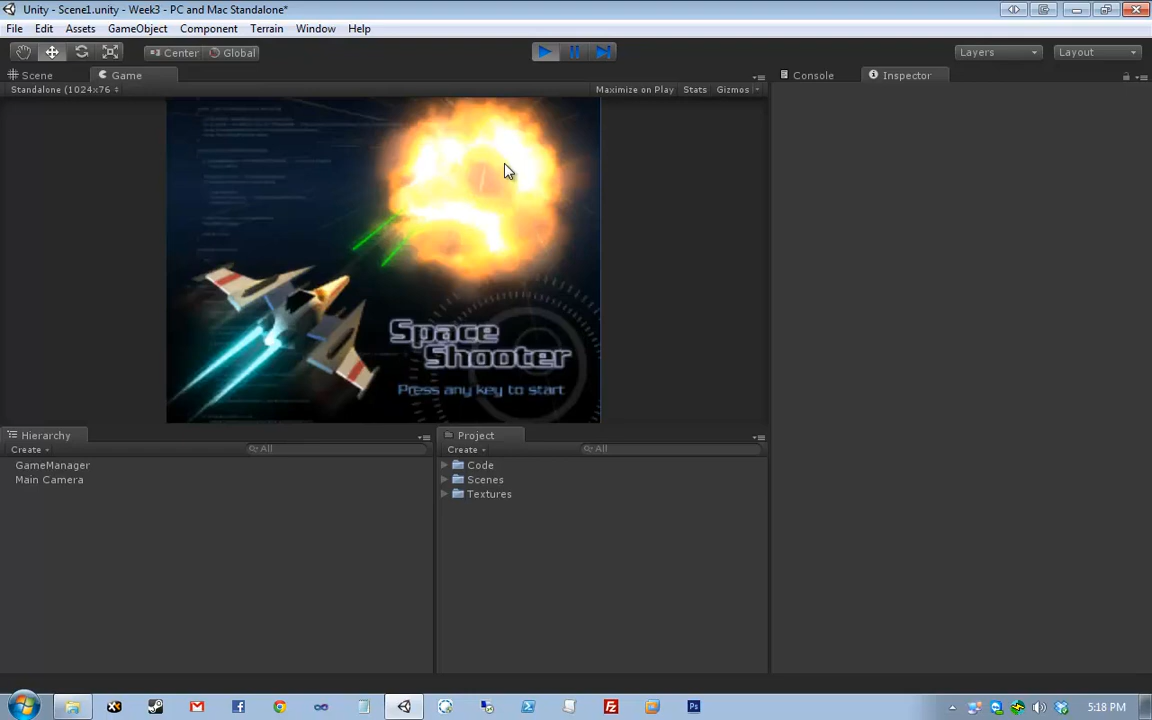 Unity - Scene1.unity - Week3 - PC and Mac Standalone*
File Edit Assets GameObject Component Terrain Window Help
Center Global Layers Layout
Scene Game Console Inspector
Standalone (1024x76 Maximize on Play Stats Gizmos
Space
Shooter
Press any key to start
Hierarchy Project
Create All Create All
GameManager Code
Main Camera Scenes
Textures
5:18 PM